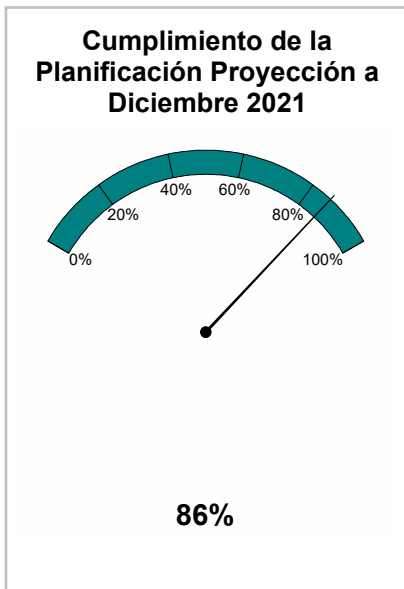 Cumplimiento de la
Planificación Proyección a
Diciembre 2021
40% 60%
20% 80%
0% 100%
86%